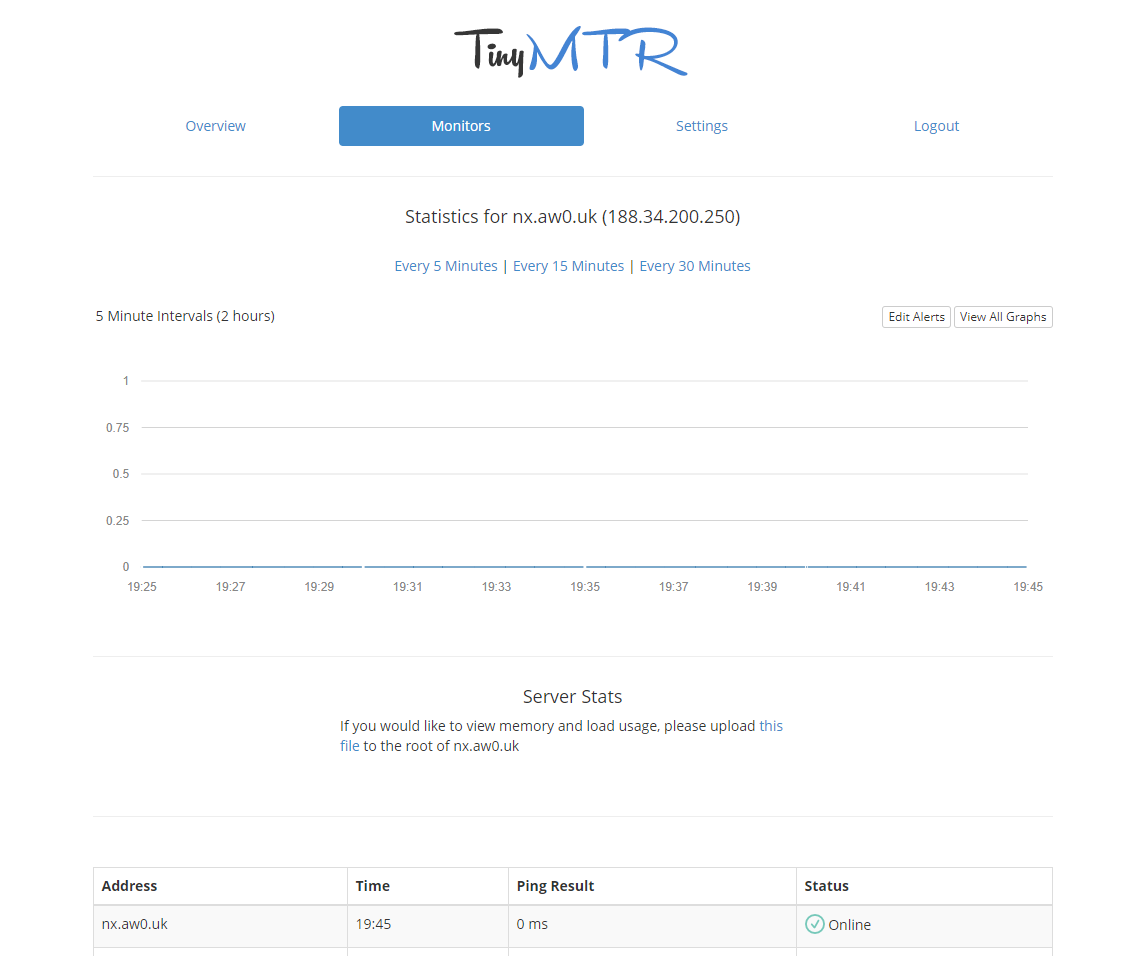 TinyMTR
Overview Monitors Settings Logout
Statistics for nx.aw0.uk (188.34.200.250)
Every 5 Minutes | Every 15 Minutes | Every 30 Minutes
5 Minute Intervals (2 hours) Edit Alerts View All Graphs
1
0.75
0.5
0.25
0
19:25 19:27 19:29 19:31 19:33 19:35 19:37 19:39 19:41 19:43 19:45
Server Stats
If you would like to view memory and load usage, please upload this
file to the root of nx.aw0.uk
Address Time Ping Result Status
nx.aw0.uk 19:45 0 ms Online